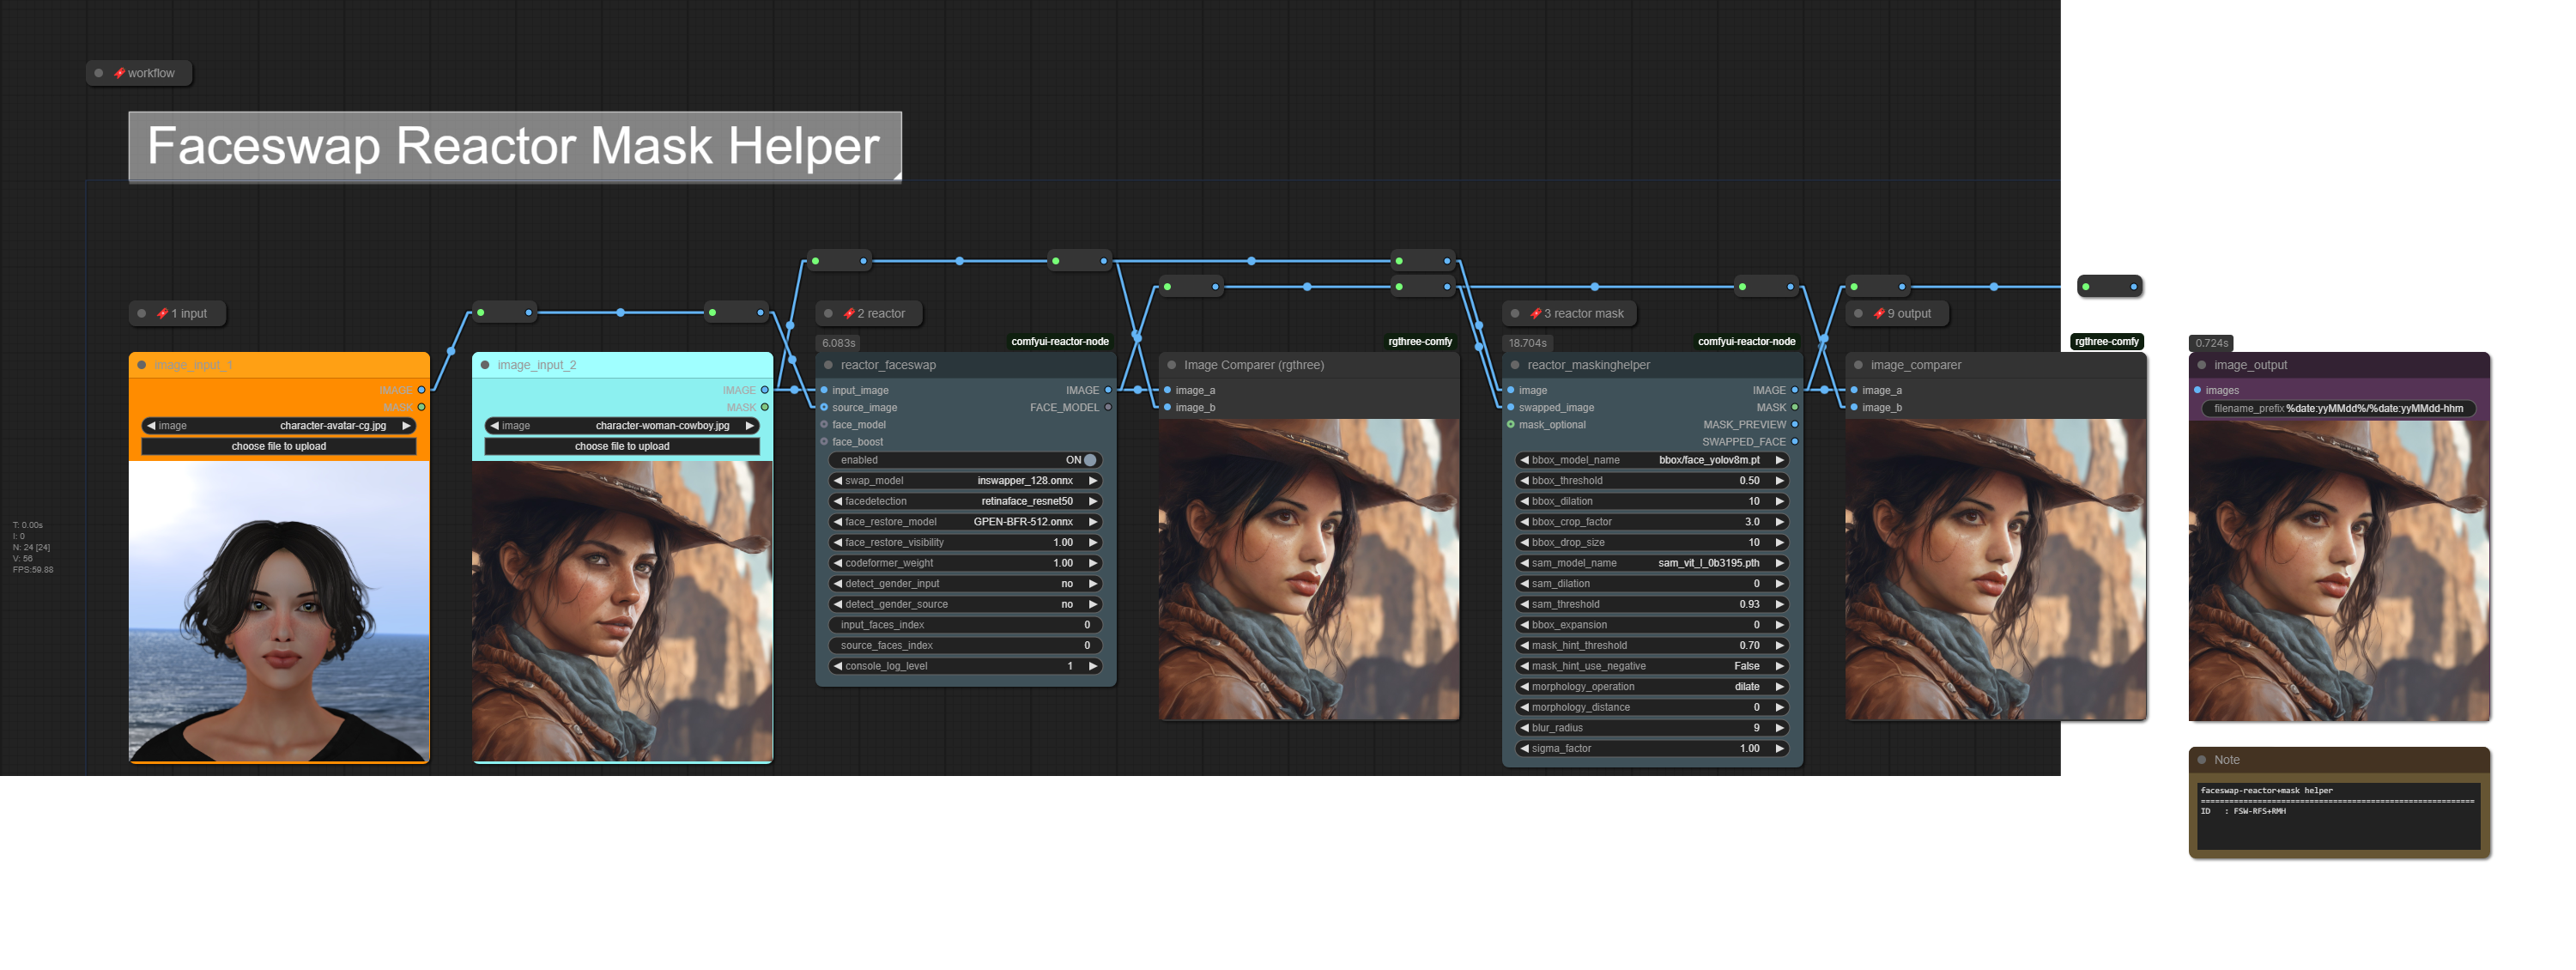 workflow
Faceswap Reactor Mask Helper
1 input
2 reactor
3 reactor mask
9 output
6.083s
comfyui-reactor-node
rgthree-comfy
18.704s
comfyui-reactor-node
rgthree-comfy
0.724s
image_input_1
IMAGE
MASK
image character-avatar-cg.jpg
choose file to upload
image_input_2
IMAGE
MASK
image character-woman-cowboy.jpg
choose file to upload
reactor_faceswap
input_image IMAGE
source_image FACE_MODEL
face_model
face_boost
enabled ON
swap_model inswapper_128.onnx
facedetection retinaface_resnet50
face_restore_model GPEN-BFR-512.onnx
face_restore_visibility 1.00
codeformer_weight 1.00
detect_gender_input no
detect_gender_source no
input_faces_index 0
source_faces_index 0
console_log_level 1
Image Comparer (rgthree)
image_a
image_b
reactor_maskinghelper
image IMAGE
swapped_image MASK
mask_optional MASK_PREVIEW
SWAPPED_FACE
bbox_model_name bbox/face_yolov8m.pt
bbox_threshold 0.50
bbox_dilation 10
bbox_crop_factor 3.0
bbox_drop_size 10
sam_model_name sam_vit_l_0b3195.pth
sam_dilation 0
sam_threshold 0.93
bbox_expansion 0
mask_hint_threshold 0.70
mask_hint_use_negative False
morphology_operation dilate
morphology_distance 0
blur_radius 9
sigma_factor 1.00
image_comparer
image_a
image_b
image_output
images
filename_prefix %date:yyMMdd%/%date:yyMMdd-hhm
Note
faceswap-reactor+mask helper
==========================================================
ID : FSW-RFS+RMH
T: 0.00s
I: 0
N: 24 [24]
V: 56
FPS:59.88